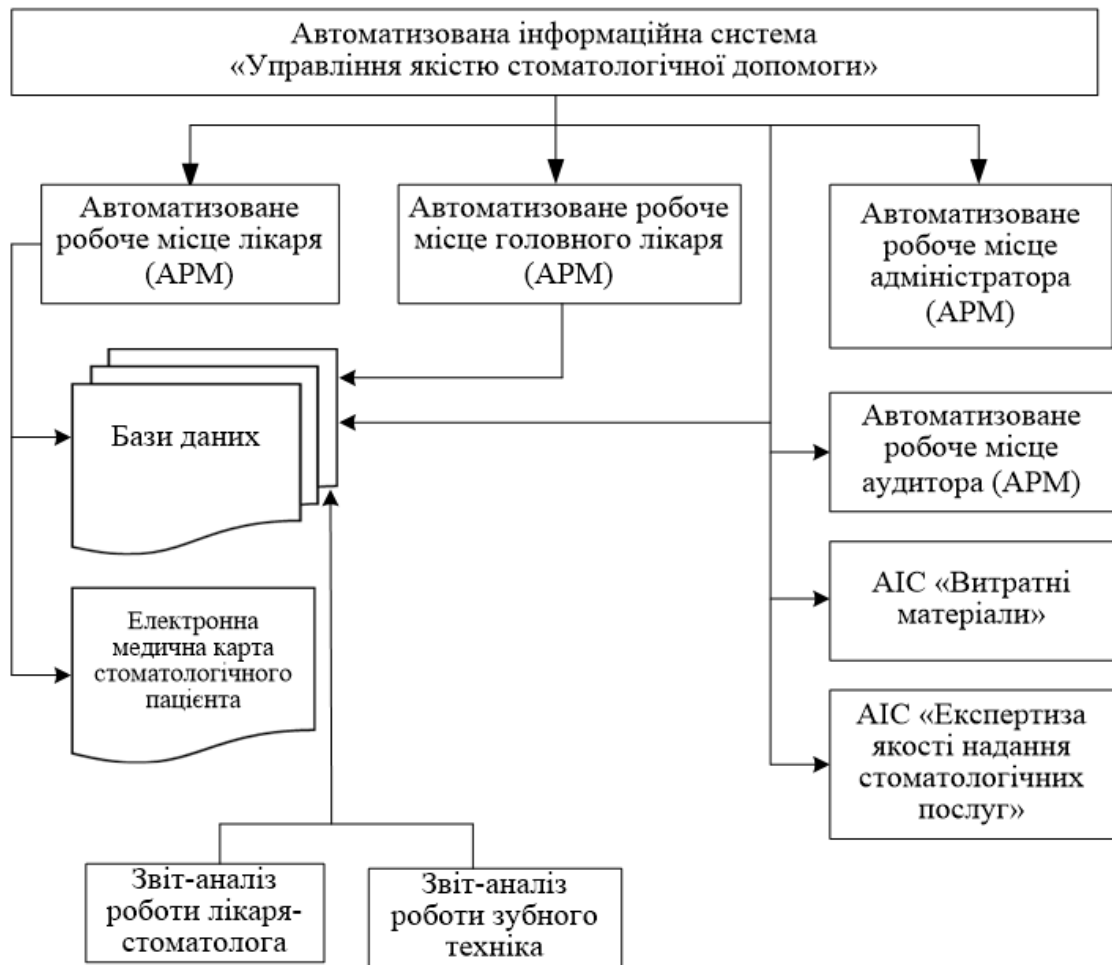 Автоматизована інформаційна система
«Управління якістю стоматологічної допомоги»
Автоматизоване
робоче місце лікаря
(АРМ)
Автоматизоване робоче
місце головного лікаря
(АРМ)
Автоматизоване
робоче місце
адміністратора
(АРМ)
Бази даних
Автоматизоване
робоче місце
аудитора (АРМ)
Електронна
медична карта
стоматологічного
пацієнта
АІС «Витратні
матеріали»
АІС «Експертиза
якості надання
стоматологічних
послуг»
Звіт-аналіз
роботи лікаря-
стоматолога
Звіт-аналіз
роботи зубного
техніка